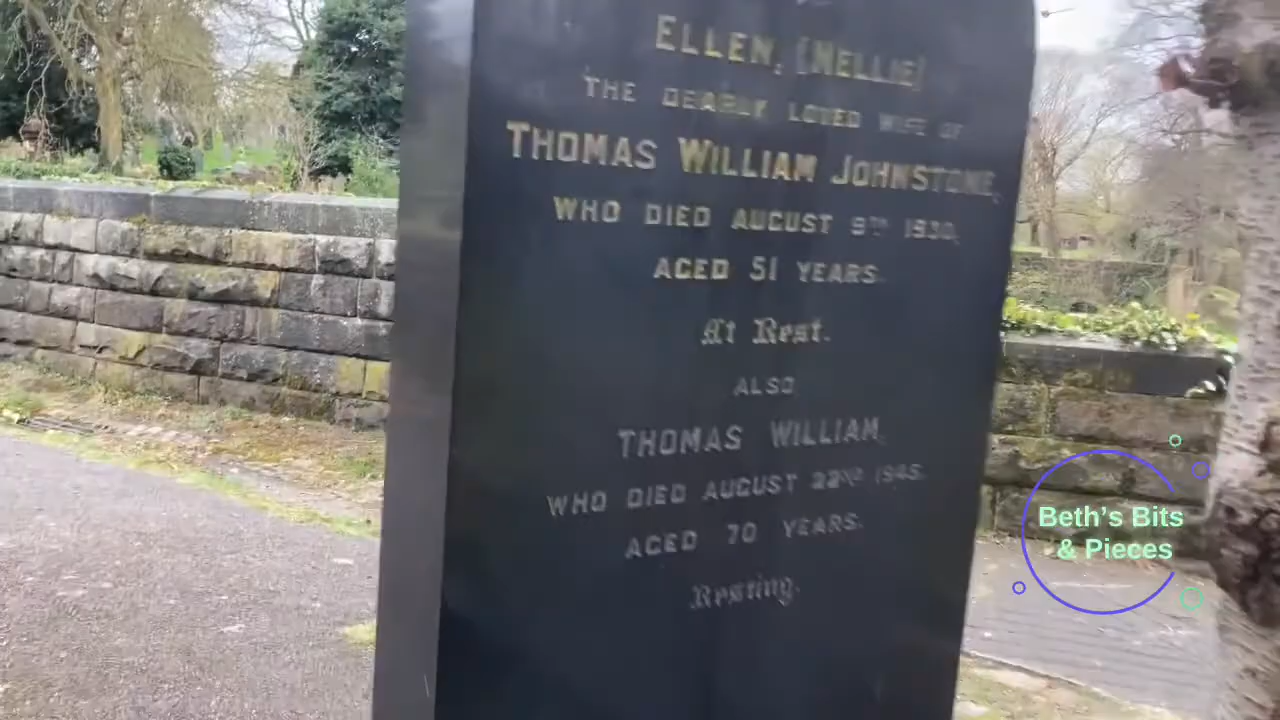 ELLEN, (NELLIE)
THE DEARLY LOVED WIFE OF
THOMAS WILLIAM JOHNSTONE,
WHO DIED AUGUST 9TH 1930,
AGED 51 YEARS.
At Rest.
ALSO
THOMAS WILLIAM,
WHO DIED AUGUST 22ND 1945.
AGED 70 YEARS.
Resting.
Beth's Bits
& Pieces